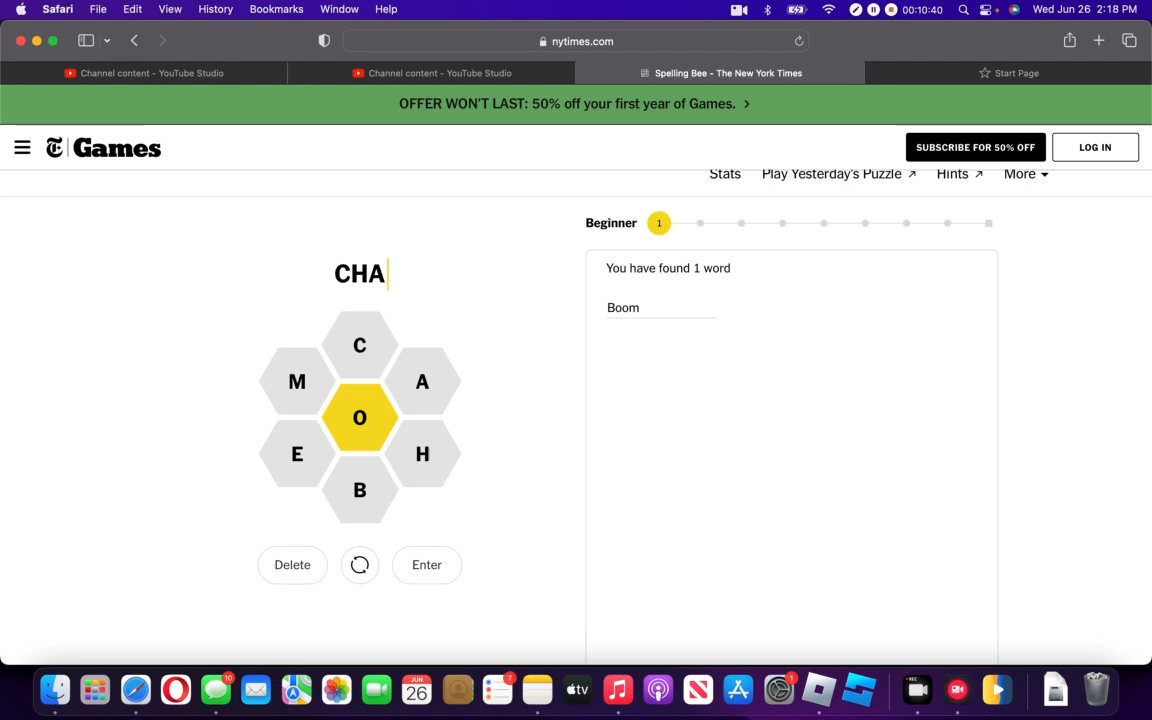 Safari File Edit View History Bookmarks Window Help 00:10:40 Wed Jun 26 2:18 PM
nytimes.com
Channel content - YouTube Studio Channel content - YouTube Studio Spelling Bee - The New York Times Start Page
OFFER WON'T LAST: 50% off your first year of Games. >
T Games SUBSCRIBE FOR 50% OFF LOG IN
Stats Play Yesterday's Puzzle ↗ Hints ↗ More
Beginner 1
CHA
You have found 1 word
Boom
C
M A
O
E H
B
Delete Enter
10 JUN 26 7 tv 1 REC